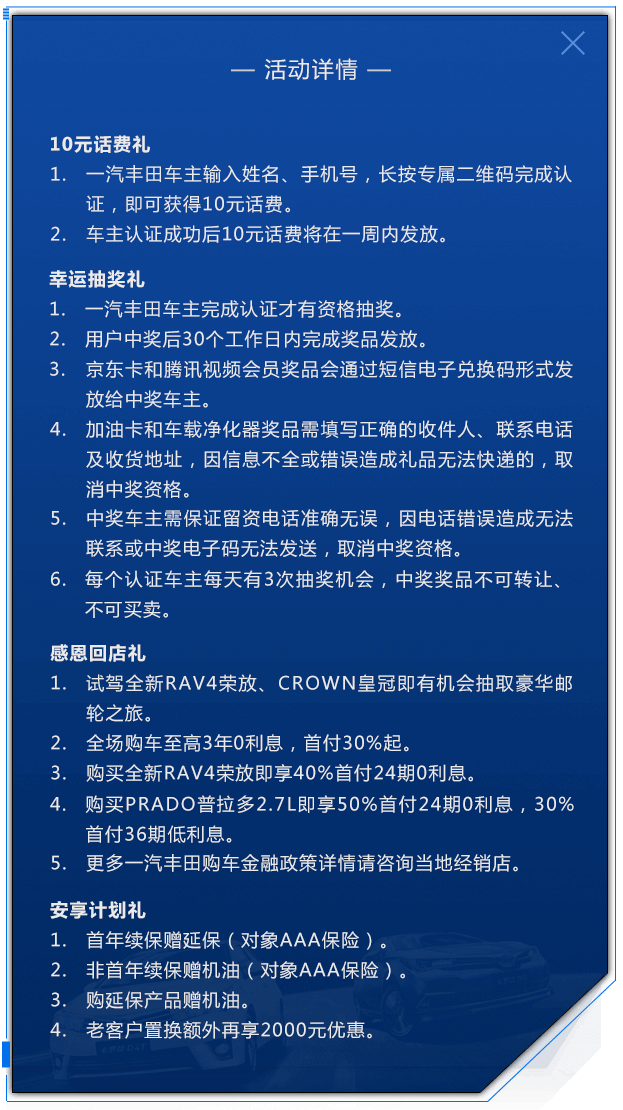 — 活动详情 —
10元话费礼
1. 一汽丰田车主输入姓名、手机号，长按专属二维码完成认
证，即可获得10元话费。
2. 车主认证成功后10元话费将在一周内发放。
幸运抽奖礼
1. 一汽丰田车主完成认证才有资格抽奖。
2. 用户中奖后30个工作日内完成奖品发放。
3. 京东卡和腾讯视频会员奖品会通过短信电子兑换码形式发
放给中奖车主。
4. 加油卡和车载净化器奖品需填写正确的收件人、联系电话
及收货地址，因信息不全或错误造成礼品无法快递的，取
消中奖资格。
5. 中奖车主需保证留资电话准确无误，因电话错误造成无法
联系或中奖电子码无法发送，取消中奖资格。
6. 每个认证车主每天有3次抽奖机会，中奖奖品不可转让、
不可买卖。
感恩回店礼
1. 试驾全新RAV4荣放、CROWN皇冠即有机会抽取豪华邮
轮之旅。
2. 全场购车至高3年0利息，首付30%起。
3. 购买全新RAV4荣放即享40%首付24期0利息。
4. 购买PRADO普拉多2.7L即享50%首付24期0利息，30%
首付36期低利息。
5. 更多一汽丰田购车金融政策详情请咨询当地经销店。
安享计划礼
1. 首年续保赠延保（对象AAA保险）。
2. 非首年续保赠机油（对象AAA保险）。
3. 购延保产品赠机油。
4. 老客户置换额外再享2000元优惠。